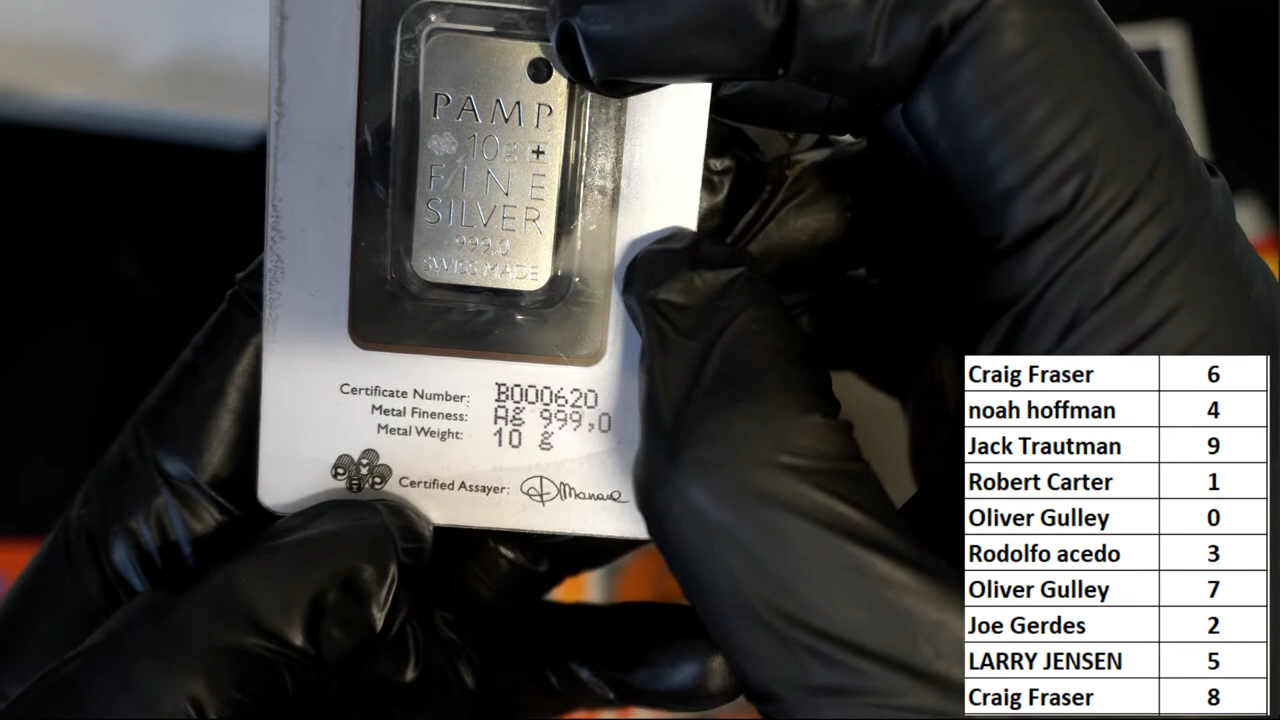 PAMP
10g +
FINE
SILVER
999.0
SWISS MADE
Certificate Number: B000620
Metal Fineness: Ag 999,0
Metal Weight: 10 g
PAMP
Certified Assayer:
Craig Fraser 6
noah hoffman 4
Jack Trautman 9
Robert Carter 1
Oliver Gulley 0
Rodolfo acedo 3
Oliver Gulley 7
Joe Gerdes 2
LARRY JENSEN 5
Craig Fraser 8